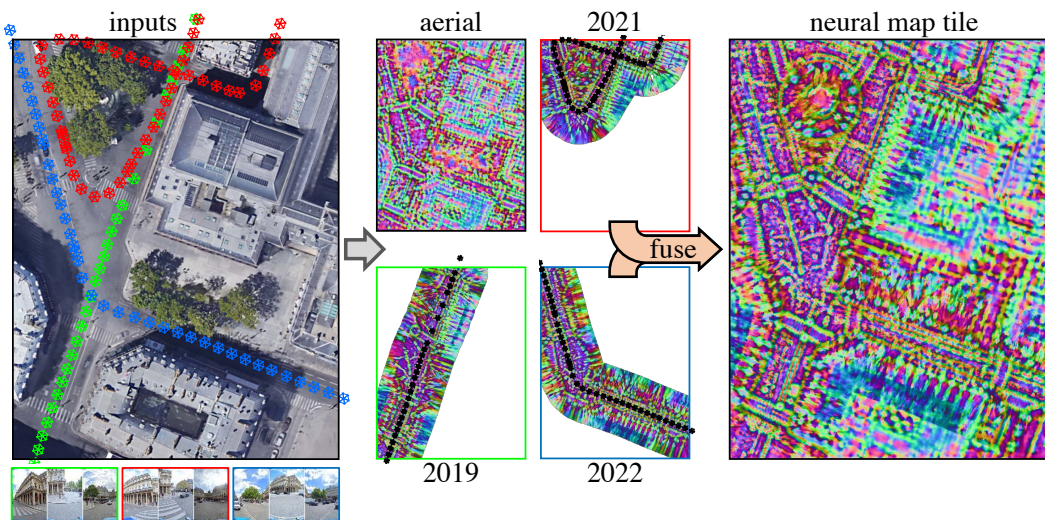 inputs
aerial
2021
neural map tile
fuse
2019
2022